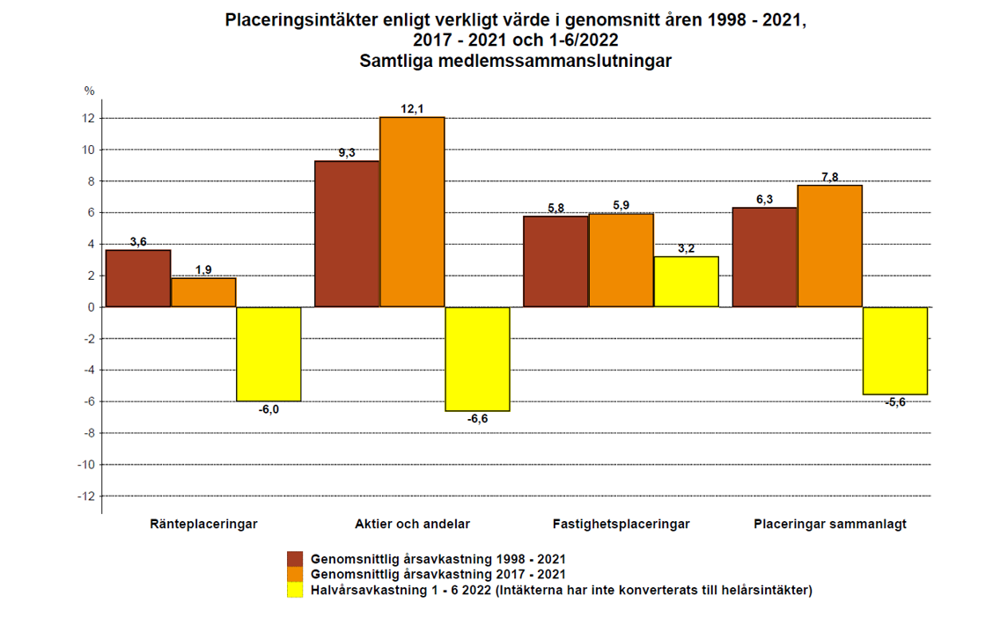 Placeringsintäkter enligt verkligt värde i genomsnitt åren 1998 - 2021,
2017 - 2021 och 1-6/2022
Samtliga medlemssammanslutningar
%
12
10
8
6
4
2
0
-2
-4
-6
-8
-10
-12
3,6
1,9
-6,0
9,3
12,1
-6,6
5,8
5,9
3,2
6,3
7,8
-5,6
Ränteplaceringar
Aktier och andelar
Fastighetsplaceringar
Placeringar sammanlagt
Genomsnittlig årsavkastning 1998 - 2021
Genomsnittlig årsavkastning 2017 - 2021
Halvårsavkastning 1 - 6 2022 (Intäkterna har inte konverterats till helårsintäkter)